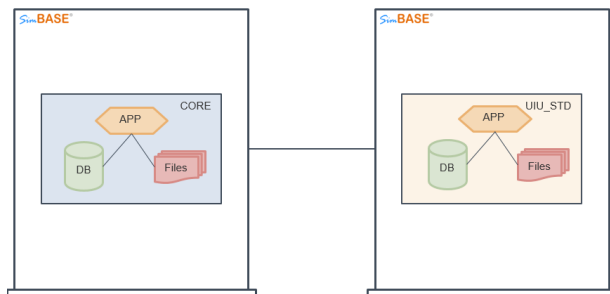 SimBASE®
CORE
APP
DB
Files
SimBASE®
UIU_STD
APP
DB
Files